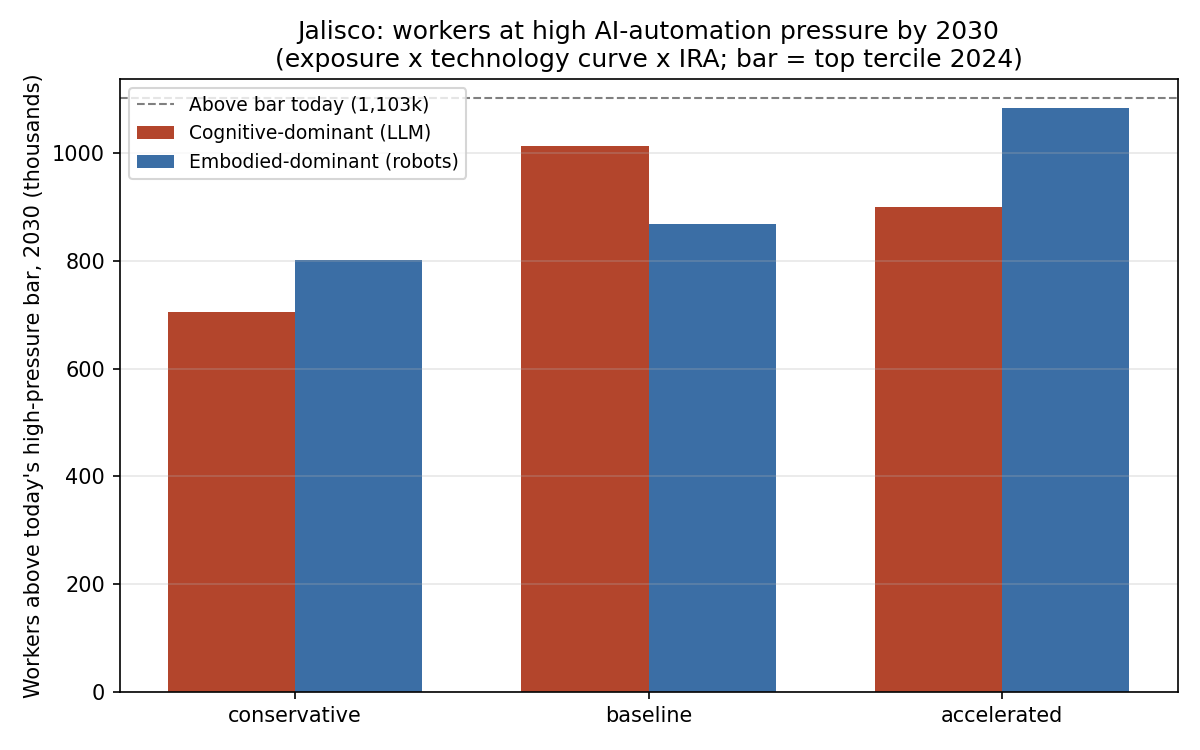 Jalisco: workers at high AI-automation pressure by 2030
(exposure x technology curve x IRA; bar = top tercile 2024)
Workers above today's high-pressure bar, 2030 (thousands)
Above bar today (1,103k)
Cognitive-dominant (LLM)
Embodied-dominant (robots)
1000
800
600
400
200
0
conservative
baseline
accelerated